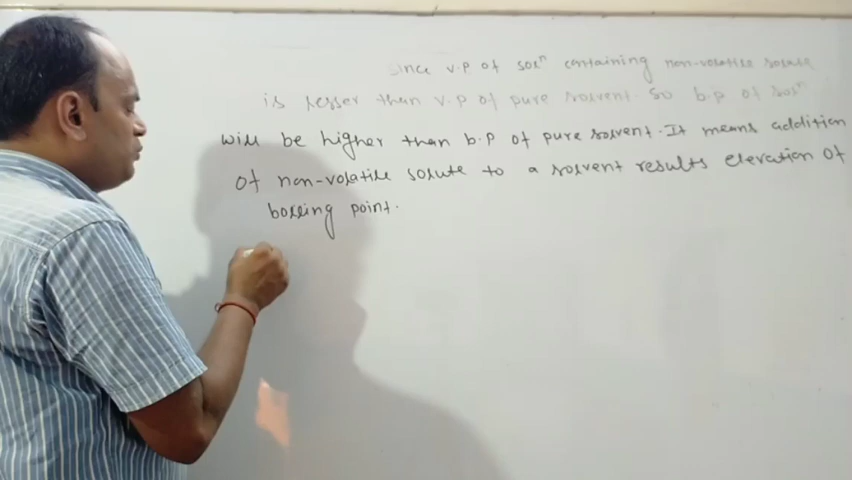 since v.p of solⁿ containing non-volatile solute
is lesser than v.p of pure solvent. So b.p of solⁿ
will be higher than b.p of pure solvent. It means addition
of non-volatile solute to a solvent results elevation of
boiling point.